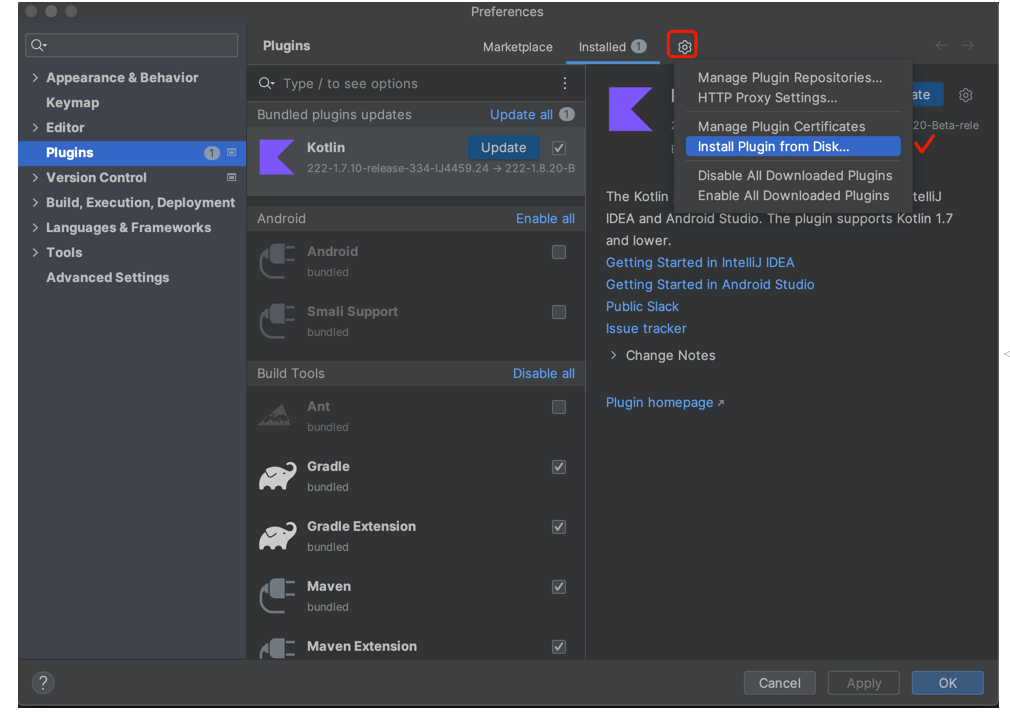 Preferences
Appearance & Behavior
Keymap
Editor
Plugins 1
Version Control
Build, Execution, Deployment
Languages & Frameworks
Tools
Advanced Settings
Plugins
Marketplace
Installed 1
Type / to see options
Bundled plugins updates
Update all 1
Kotlin
Update
222-1.7.10-release-334-IJ4459.24 → 222-1.8.20-B
Android
Enable all
Android
bundled
Smali Support
bundled
Build Tools
Disable all
Ant
bundled
Gradle
bundled
Gradle Extension
bundled
Maven
bundled
Maven Extension
Manage Plugin Repositories...
HTTP Proxy Settings...
Manage Plugin Certificates
Install Plugin from Disk...
Disable All Downloaded Plugins
Enable All Downloaded Plugins
ate
20-Beta-rele
The Kotlin
telliJ
IDEA and Android Studio. The plugin supports Kotlin 1.7
and lower.
Getting Started in IntelliJ IDEA
Getting Started in Android Studio
Public Slack
Issue tracker
Change Notes
Plugin homepage ↗
?
Cancel
Apply
OK